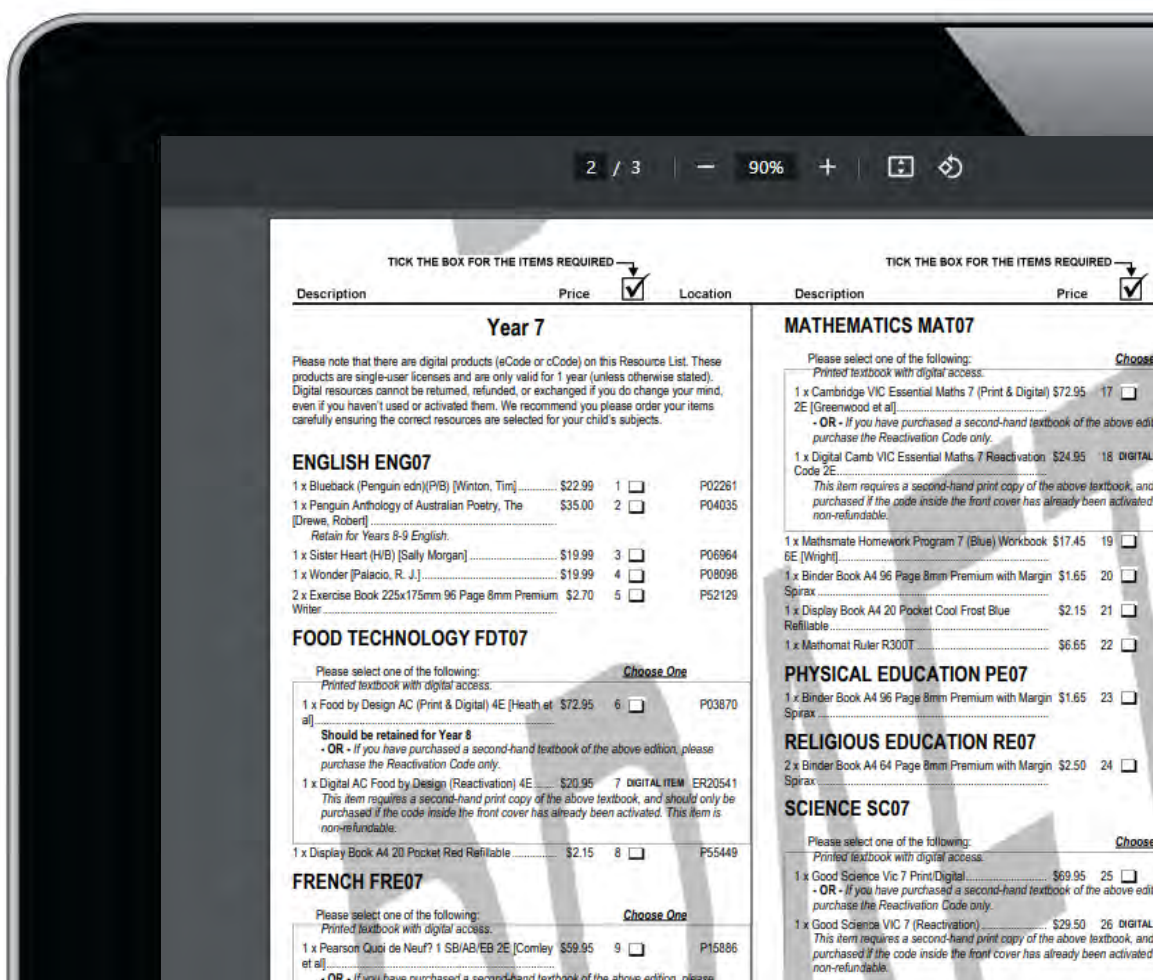 2 / 3 — 90% +
TICK THE BOX FOR THE ITEMS REQUIRED
Description Price Location
Year 7
Please note that there are digital products (eCode or cCode) on this Resource List. These
products are single-user licenses and are only valid for 1 year (unless otherwise stated).
Digital resources cannot be returned, refunded, or exchanged if you do change your mind,
even if you haven't used or activated them. We recommend you please order your items
carefully ensuring the correct resources are selected for your child's subjects.
ENGLISH ENG07
1 x Blueback (Penguin edn)(P/B) [Winton, Tim] $22.99 1 P02261
1 x Penguin Anthology of Australian Poetry, The $35.00 2 P04035
[Drewe, Robert]
Retain for Years 8-9 English.
1 x Sister Heart (H/B) [Sally Morgan] $19.99 3 P06964
1 x Wonder [Palacio, R. J.] $19.99 4 P08098
2 x Exercise Book 225x175mm 96 Page 8mm Premium $2.70 5 P52129
Writer
FOOD TECHNOLOGY FDT07
Please select one of the following: Choose One
Printed textbook with digital access.
1 x Food by Design AC (Print & Digital) 4E [Heath et $72.95 6 P03870
al]
Should be retained for Year 8
- OR - If you have purchased a second-hand textbook of the above edition, please
purchase the Reactivation Code only.
1 x Digital AC Food by Design (Reactivation) 4E $20.95 7 DIGITAL ITEM ER20541
This item requires a second-hand print copy of the above textbook, and should only be
purchased if the code inside the front cover has already been activated. This item is
non-refundable.
1 x Display Book A4 20 Pocket Red Refillable $2.15 8 P55449
FRENCH FRE07
Please select one of the following: Choose One
Printed textbook with digital access.
1 x Pearson Quoi de Neuf? 1 SB/AB/EB 2E [Comley $59.95 9 P15886
et al]
- OR - If you have purchased a second-hand textbook of the above edition, please
TICK THE BOX FOR THE ITEMS REQUIRED
Description Price
MATHEMATICS MAT07
Please select one of the following: Choose
Printed textbook with digital access.
1 x Cambridge VIC Essential Maths 7 (Print & Digital) $72.95 17
2E [Greenwood et al]
- OR - If you have purchased a second-hand textbook of the above edit
purchase the Reactivation Code only.
1 x Digital Camb VIC Essential Maths 7 Reactivation $24.95 18 DIGITAL
Code 2E
This item requires a second-hand print copy of the above textbook, and
purchased if the code inside the front cover has already been activated
non-refundable.
1 x Mathsmate Homework Program 7 (Blue) Workbook $17.45 19
6E [Wright]
1 x Binder Book A4 96 Page 8mm Premium with Margin $1.65 20
Spirax
1 x Display Book A4 20 Pocket Cool Frost Blue $2.15 21
Refillable
1 x Mathomat Ruler R300T $6.65 22
PHYSICAL EDUCATION PE07
1 x Binder Book A4 96 Page 8mm Premium with Margin $1.65 23
Spirax
RELIGIOUS EDUCATION RE07
2 x Binder Book A4 64 Page 8mm Premium with Margin $2.50 24
Spirax
SCIENCE SC07
Please select one of the following: Choose
Printed textbook with digital access.
1 x Good Science Vic 7 Print/Digital $69.95 25
- OR - If you have purchased a second-hand textbook of the above edit
purchase the Reactivation Code only.
1 x Good Science VIC 7 (Reactivation) $29.50 26 DIGITAL
This item requires a second-hand print copy of the above textbook, and
purchased if the code inside the front cover has already been activated
non-refundable.